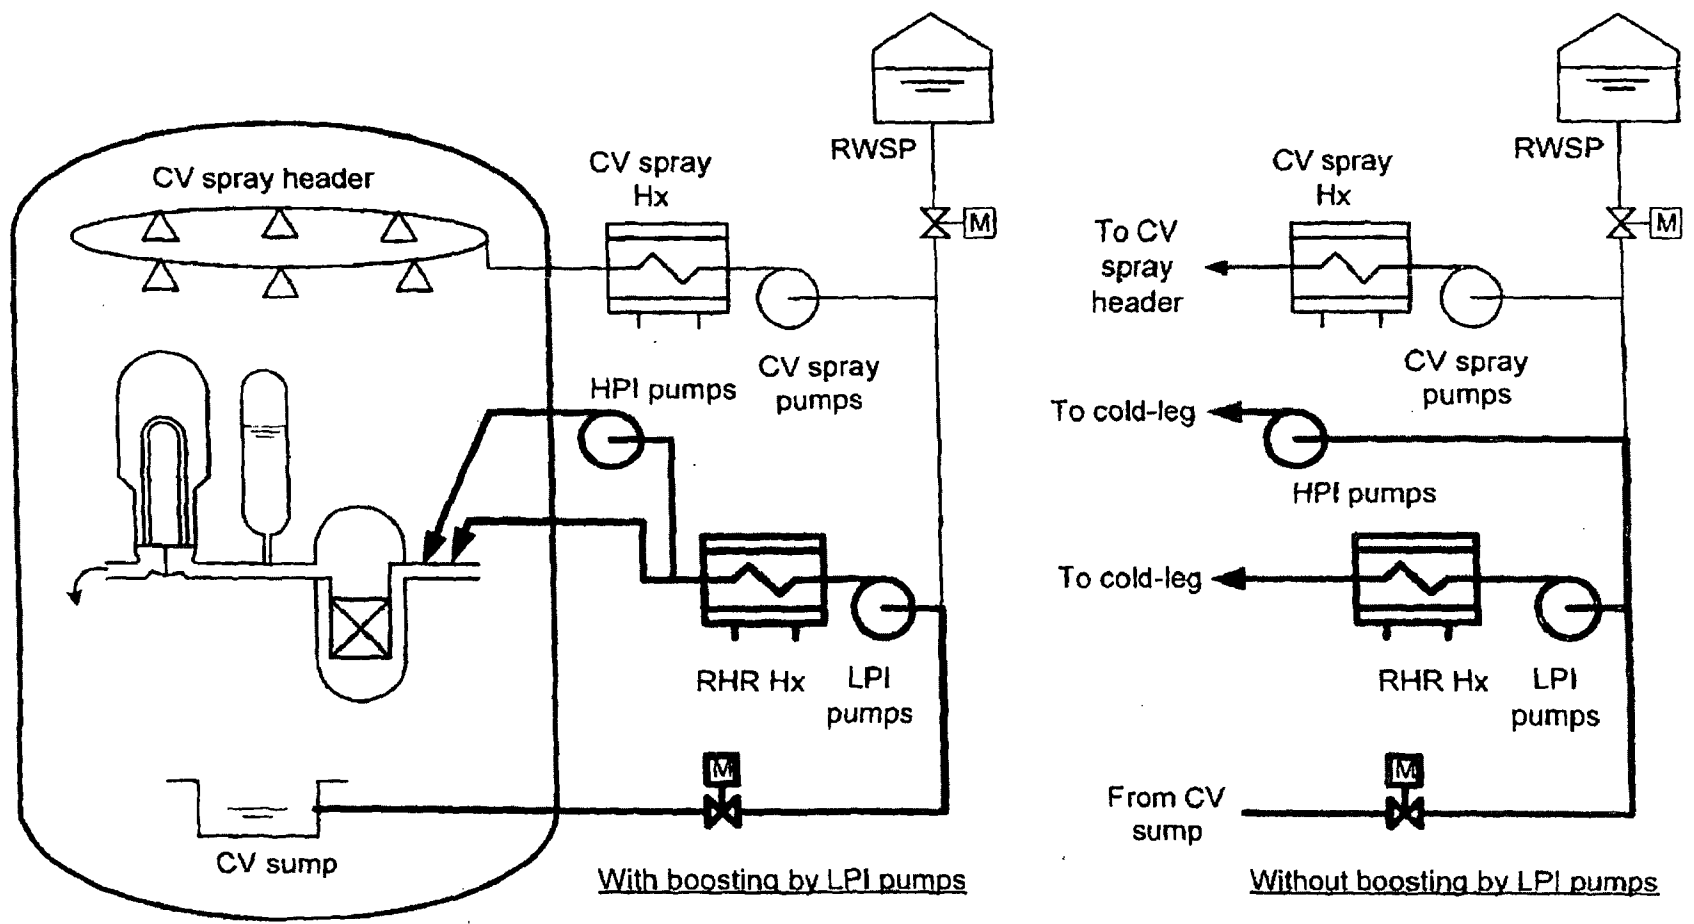 RWSP
CV spray
Hx
CV spray header
M
CV spray
pumps
HPI pumps
RHR Hx
LPI
pumps
M
CV sump
With boosting by LPI pumps
RWSP
CV spray
Hx
M
To CV
spray
header
CV spray
pumps
To cold-leg
HPI pumps
To cold-leg
RHR Hx
LPI
pumps
M
From CV
sump
Without boosting by LPI pumps